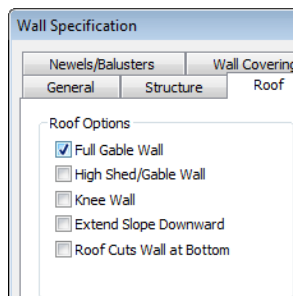 Wall Specification
Newels/Balusters
Wall Covering
General
Structure
Roof
Roof Options
Full Gable Wall
High Shed/Gable Wall
Knee Wall
Extend Slope Downward
Roof Cuts Wall at Bottom